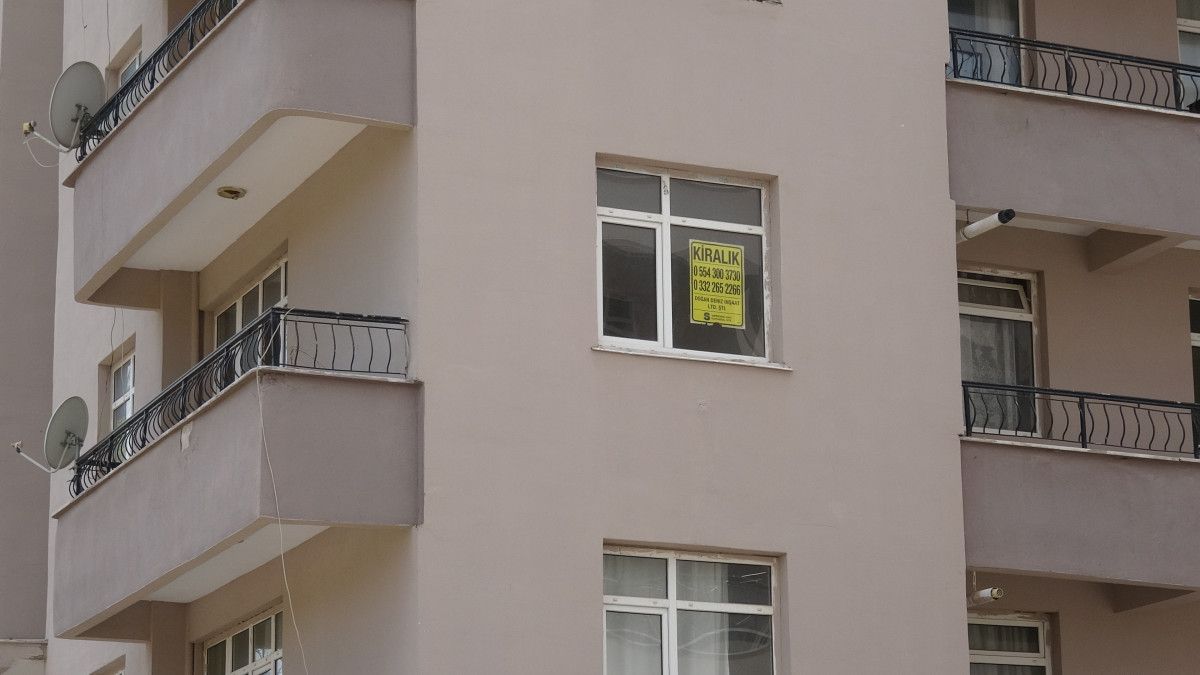 KİRALIK
0 554 300 3730
0 332 265 2266
DOĞAN DENİZ İNŞAAT
LTD. ŞTİ.
S